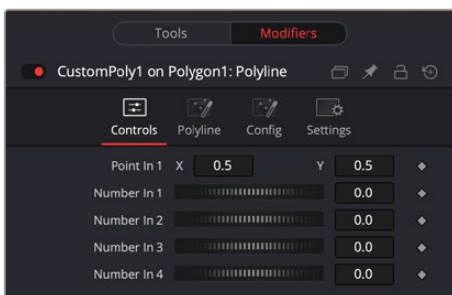 Tools Modifiers
CustomPoly1 on Polygon1: Polyline
Controls Polyline Config Settings
Point In 1 X 0.5 Y 0.5
Number In 1 0.0
Number In 2 0.0
Number In 3 0.0
Number In 4 0.0